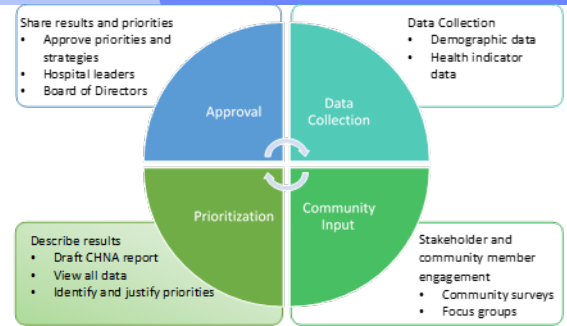 Share results and priorities
• Approve priorities and
strategies
• Hospital leaders
• Board of Directors
Data Collection
• Demographic data
• Health indicator
data
Approval
Data
Collection
Prioritization
Community
Input
Describe results
• Draft CHNA report
• View all data
• Identify and justify priorities
Stakeholder and
community member
engagement
• Community surveys
• Focus groups